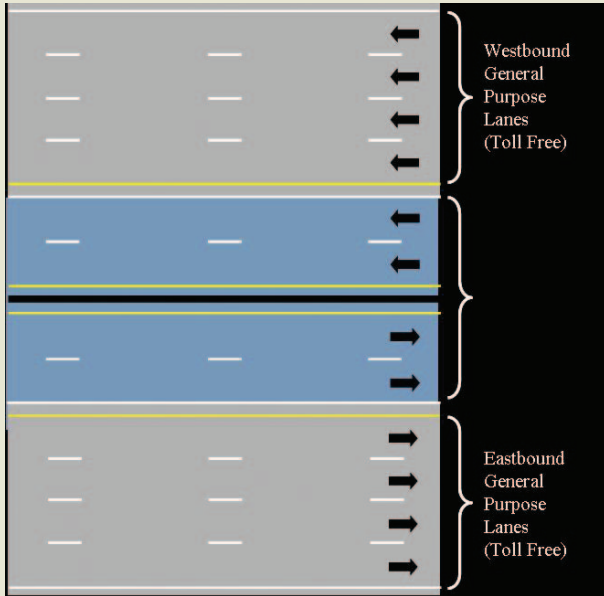 Westbound
General
Purpose
Lanes
(Toll Free)
Eastbound
General
Purpose
Lanes
(Toll Free)